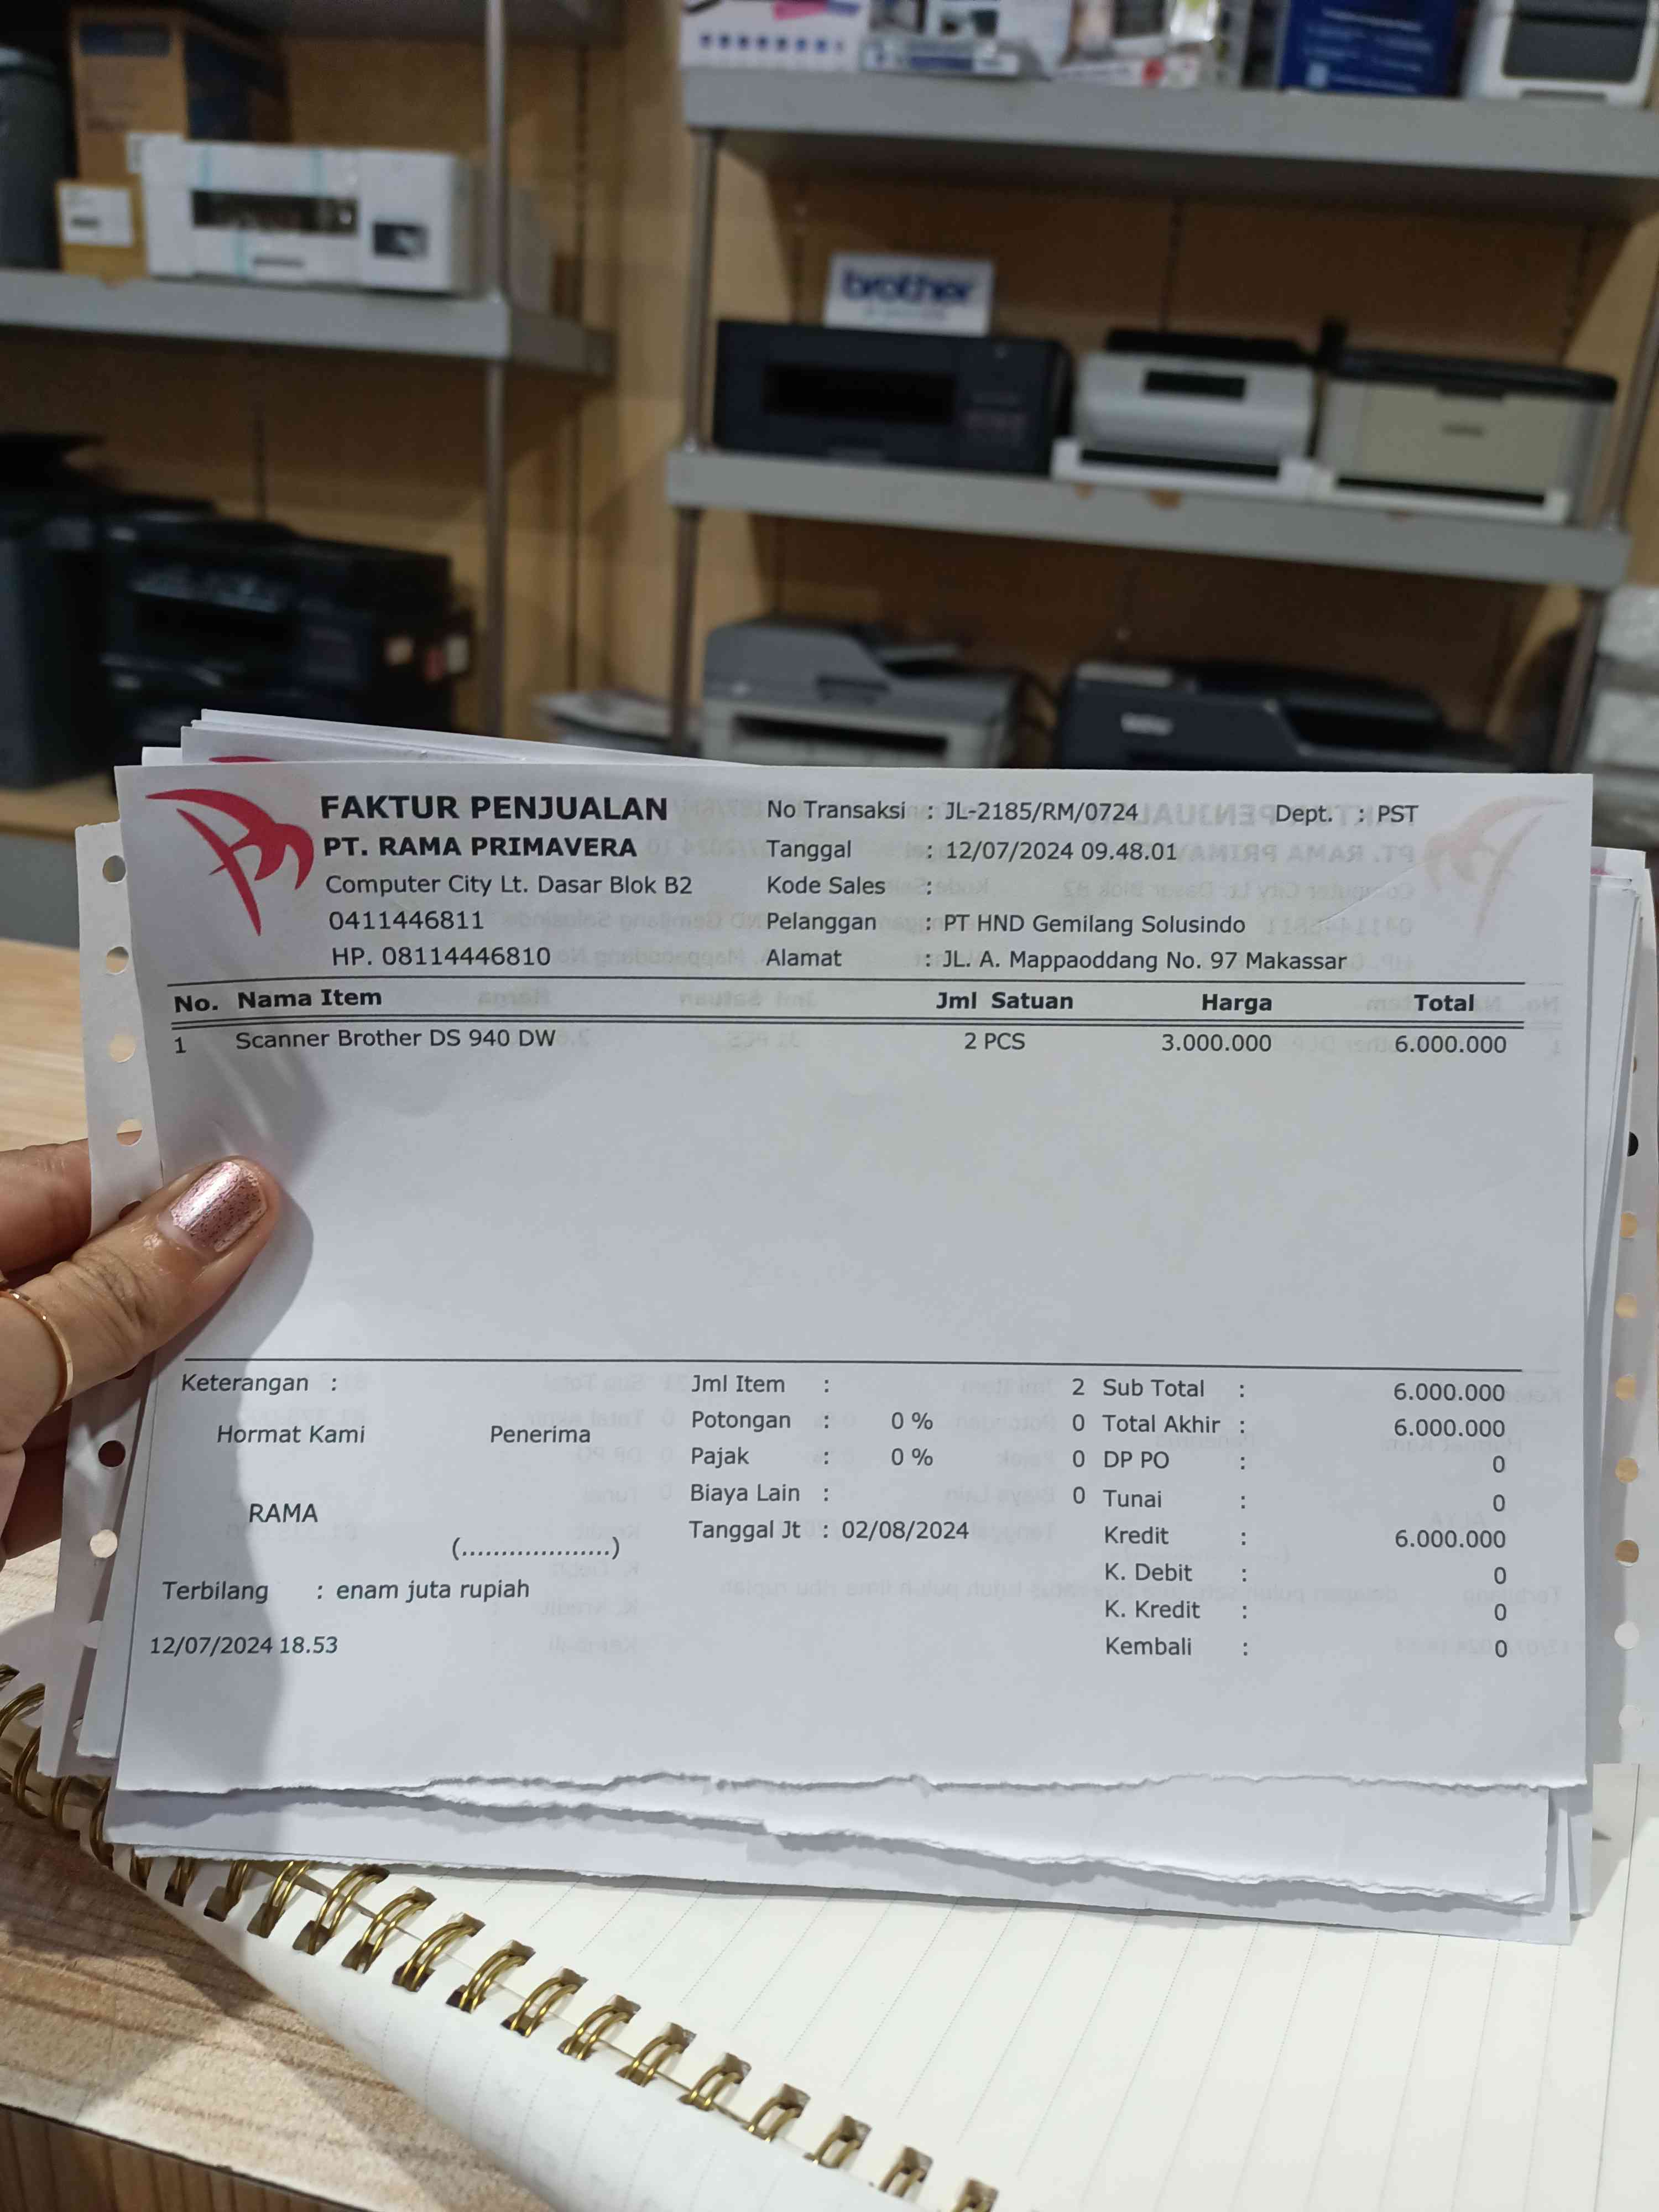 brother
FAKTUR PENJUALAN
PT. RAMA PRIMAVERA
Computer City Lt. Dasar Blok B2
0411446811
HP. 08114446810
No Transaksi : JL-2185/RM/0724 Dept. : PST
Tanggal : 12/07/2024 09.48.01
Kode Sales :
Pelanggan : PT HND Gemilang Solusindo
Alamat : JL. A. Mappaoddang No. 97 Makassar
No. Nama Item Jml Satuan Harga Total
1 Scanner Brother DS 940 DW 2 PCS 3.000.000 6.000.000
Keterangan :
Hormat Kami Penerima
RAMA
(...................)
Jml Item : 2
Potongan : 0 % 0
Pajak : 0 % 0
Biaya Lain : 0
Tanggal Jt : 02/08/2024
Sub Total : 6.000.000
Total Akhir : 6.000.000
DP PO : 0
Tunai : 0
Kredit : 6.000.000
K. Debit : 0
K. Kredit : 0
Kembali : 0
Terbilang : enam juta rupiah
12/07/2024 18.53